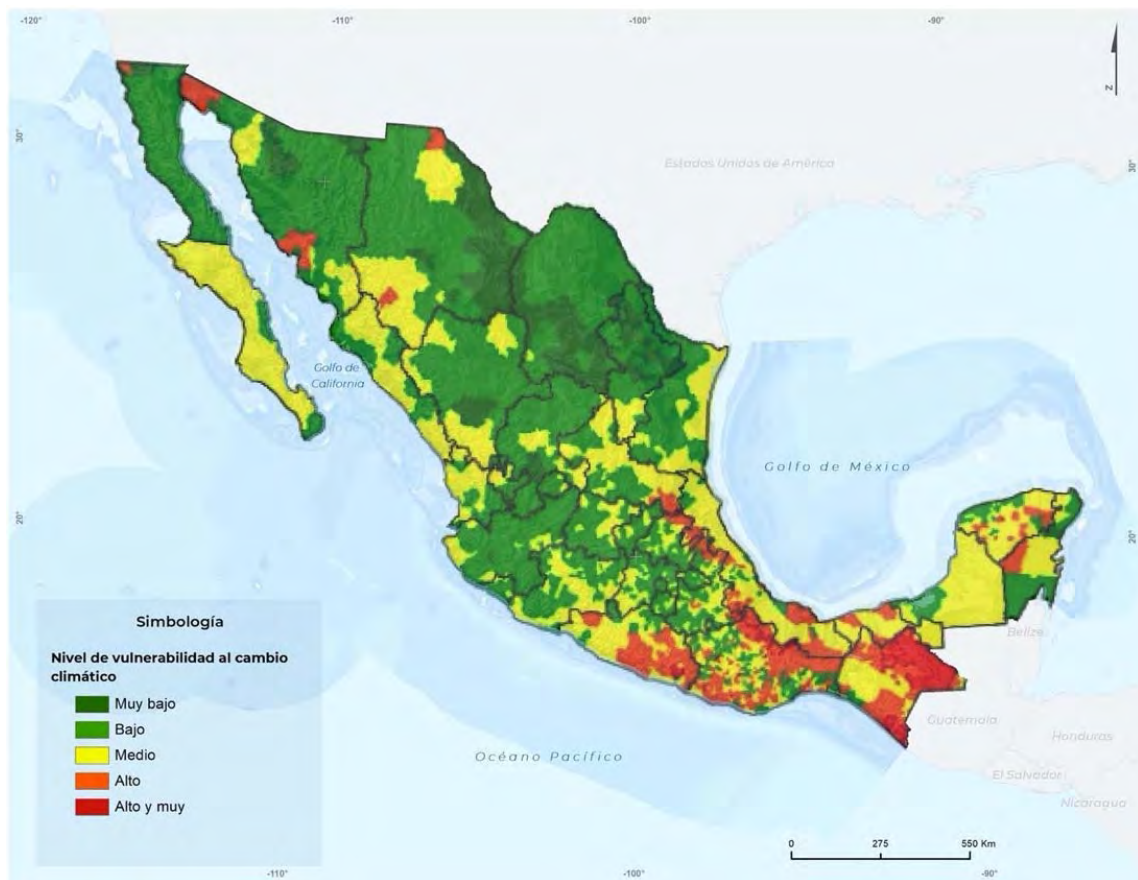 -120°
-110°
-100°
-90°
N
30°
30°
Estados Unidos de América
Golfo de
California
Golfo de México
20°
20°
Belize
Guatemala
Honduras
El Salvador
Nicaragua
Océano Pacífico
Simbología
Nivel de vulnerabilidad al cambio
climático
Muy bajo
Bajo
Medio
Alto
Alto y muy
0 275 550 Km
-110°
-100°
-90°